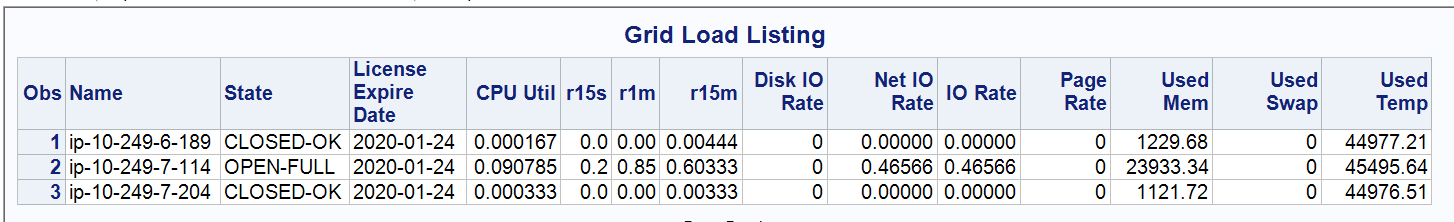 Grid Load Listing
Obs Name State License Expire Date CPU Util r15s r1m r15m Disk IO Rate Net IO Rate IO Rate Page Rate Used Mem Used Swap Used Temp
1 ip-10-249-6-189 CLOSED-OK 2020-01-24 0.000167 0.0 0.00 0.00444 0 0.00000 0.00000 0 1229.68 0 44977.21
2 ip-10-249-7-114 OPEN-FULL 2020-01-24 0.090785 0.2 0.85 0.60333 0 0.46566 0.46566 0 23933.34 0 45495.64
3 ip-10-249-7-204 CLOSED-OK 2020-01-24 0.000333 0.0 0.00 0.00333 0 0.00000 0.00000 0 1121.72 0 44976.51